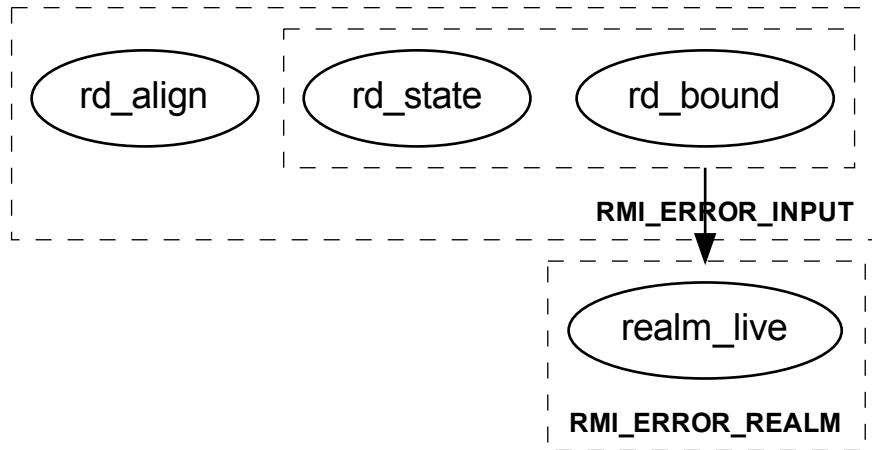 rd_align rd_state rd_bound
RMI_ERROR_INPUT
realm_live
RMI_ERROR_REALM